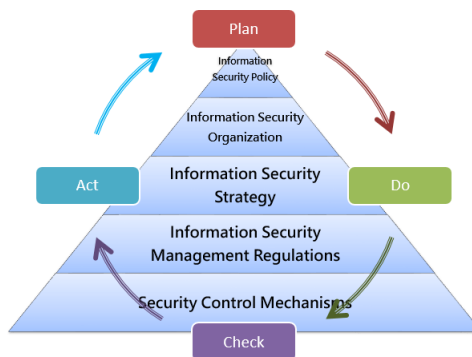 Plan
Information
Security Policy
Information Security
Organization
Act
Information Security
Strategy
Do
Information Security
Management Regulations
Security Control Mechanisms
Check